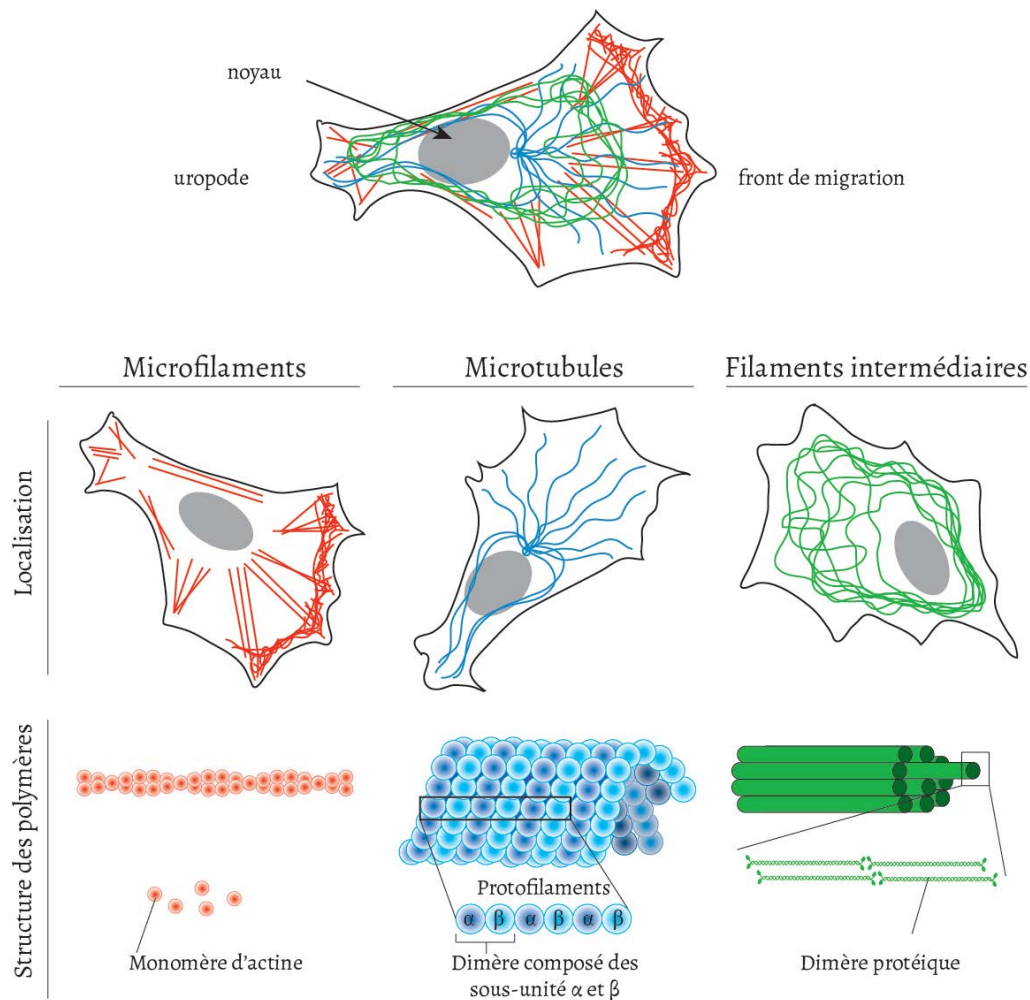 noyau
uropode
front de migration
Microfilaments
Microtubules
Filaments intermédiaires
Localisation
Structure des polymères
Protofilaments
α β α β α β
Monomère d'actine
Dimère composé des
sous-unité α et β
Dimère protéique